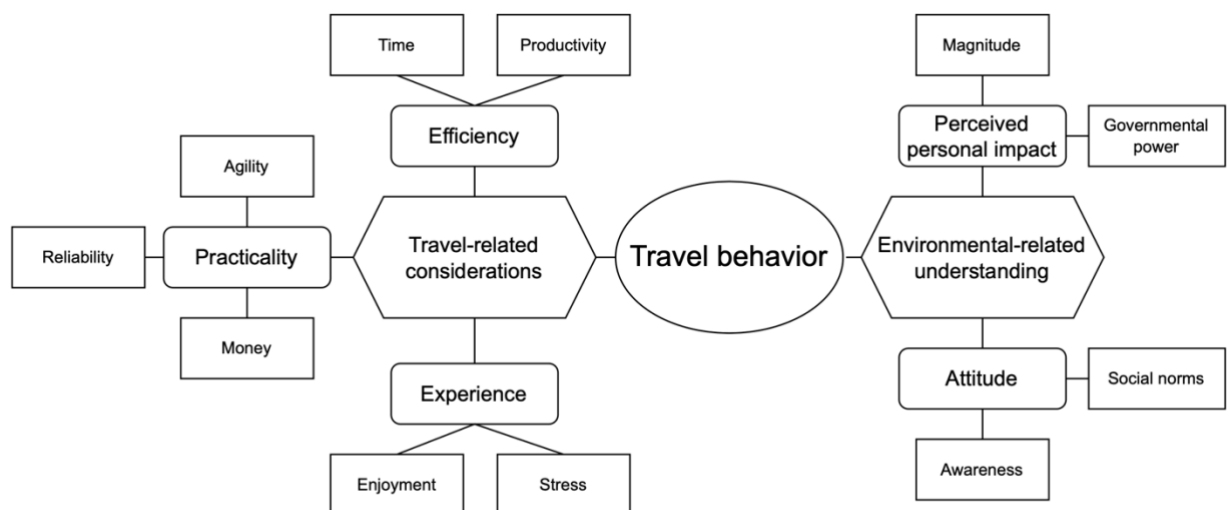 Time
Productivity
Magnitude
Efficiency
Perceived
personal impact
Governmental
power
Agility
Reliability
Practicality
Travel-related
considerations
Travel behavior
Environmental-related
understanding
Money
Experience
Attitude
Social norms
Enjoyment
Stress
Awareness